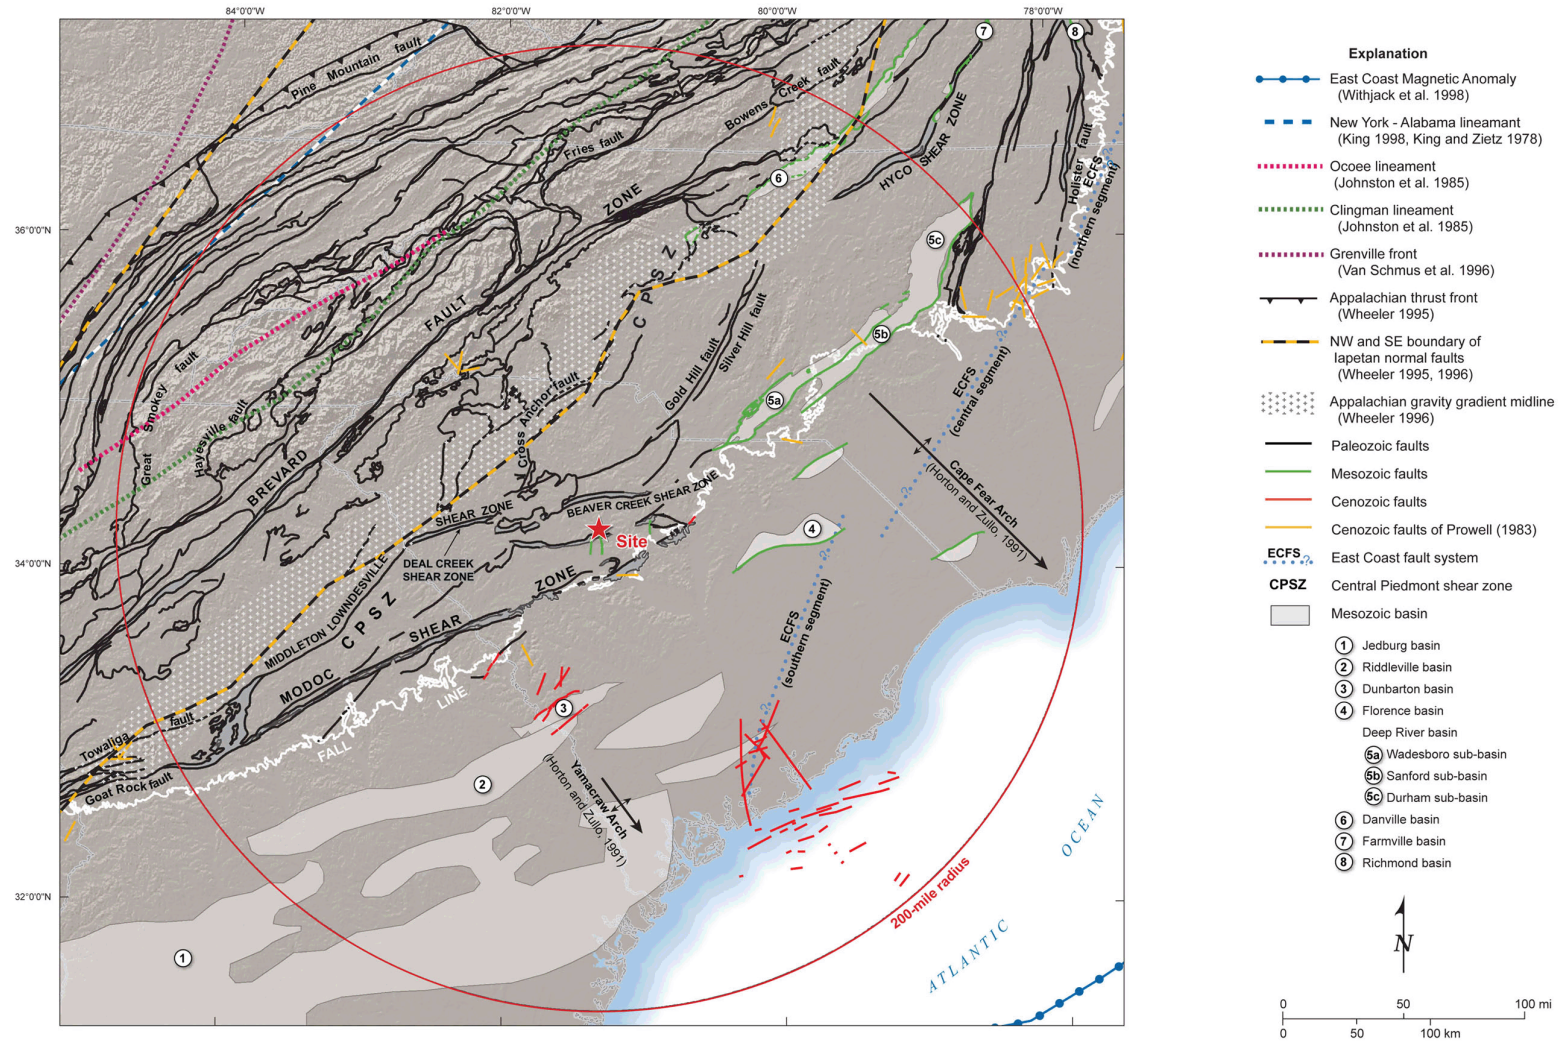 84°0'0"W
82°0'0"W
80°0'0"W
78°0'0"W
36°0'0"N
34°0'0"N
32°0'0"N
Pine Mountain fault
Bowens Creek fault
Fries fault
HYCO SHEAR ZONE
Hollister fault
ECFS
(northern segment)
7
8
6
5c
5b
5a
BREVARD FAULT ZONE
C P S Z
Great Smokey fault
Hayesville fault
Cross Anchor fault
Gold Hill fault
Silver Hill fault
ECFS
(central segment)
Cape Fear Arch
(Horton and Zullo, 1991)
SHEAR ZONE
BEAVER CREEK SHEAR ZONE
DEAL CREEK
SHEAR ZONE
Site
4
MIDDLETON LOWNDESVILLE
C P S Z
MODOC SHEAR ZONE
ECFS
(southern segment)
FALL LINE
Towaliga fault
Goat Rock fault
3
2
1
Yamacraw Arch
(Horton and Zullo, 1991)
200-mile radius
ATLANTIC OCEAN
Explanation
East Coast Magnetic Anomaly
(Withjack et al. 1998)
New York - Alabama lineamant
(King 1998, King and Zietz 1978)
Ocoee lineament
(Johnston et al. 1985)
Clingman lineament
(Johnston et al. 1985)
Grenville front
(Van Schmus et al. 1996)
Appalachian thrust front
(Wheeler 1995)
NW and SE boundary of
Iapetan normal faults
(Wheeler 1995, 1996)
Appalachian gravity gradient midline
(Wheeler 1996)
Paleozoic faults
Mesozoic faults
Cenozoic faults
Cenozoic faults of Prowell (1983)
ECFS ? East Coast fault system
CPSZ Central Piedmont shear zone
Mesozoic basin
1 Jedburg basin
2 Riddleville basin
3 Dunbarton basin
4 Florence basin
Deep River basin
5a Wadesboro sub-basin
5b Sanford sub-basin
5c Durham sub-basin
6 Danville basin
7 Farmville basin
8 Richmond basin
N
0 50 100 mi
0 50 100 km